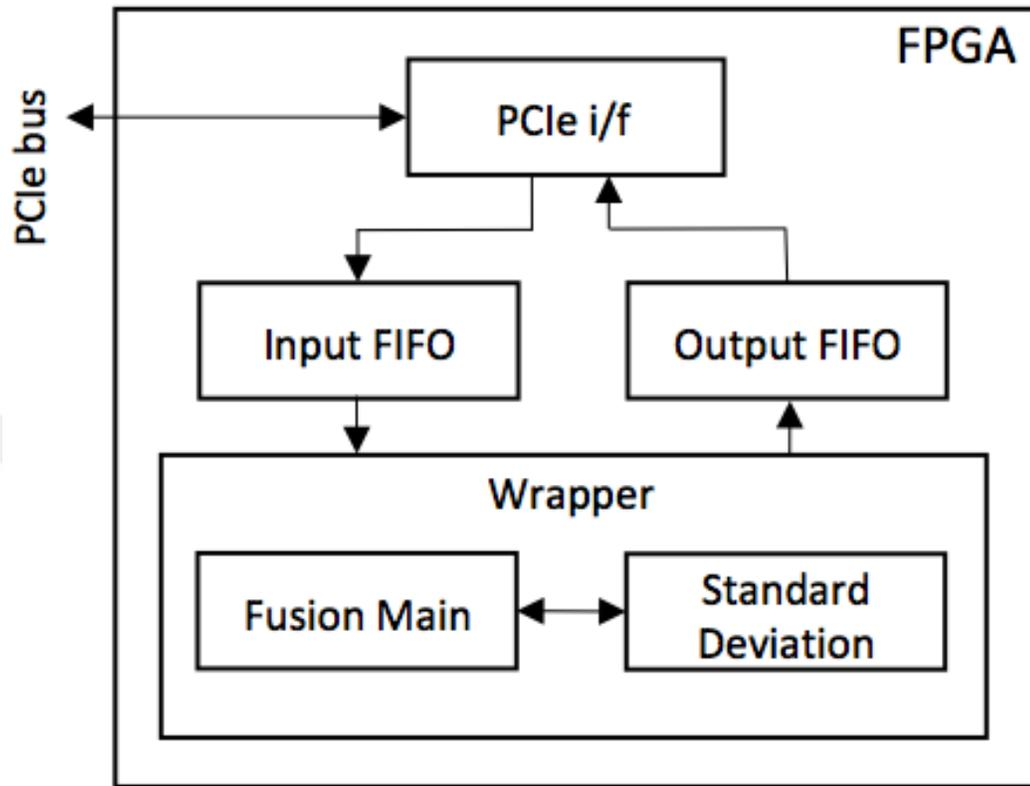 FPGA
PCIe bus
PCIe i/f
Input FIFO
Output FIFO
Wrapper
Fusion Main
Standard
Deviation